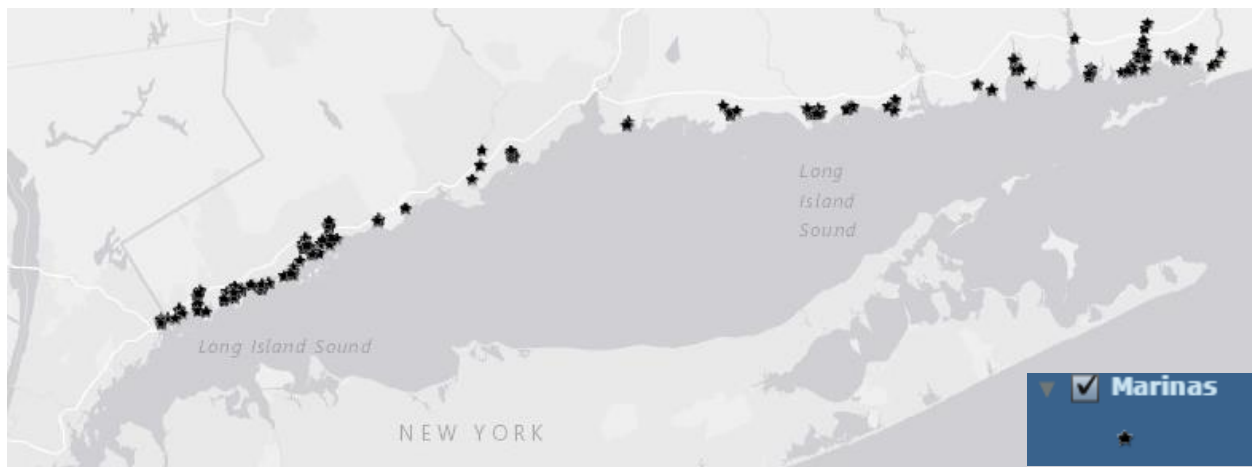 Long
Island
Sound
Long Island Sound
NEW YORK
Marinas